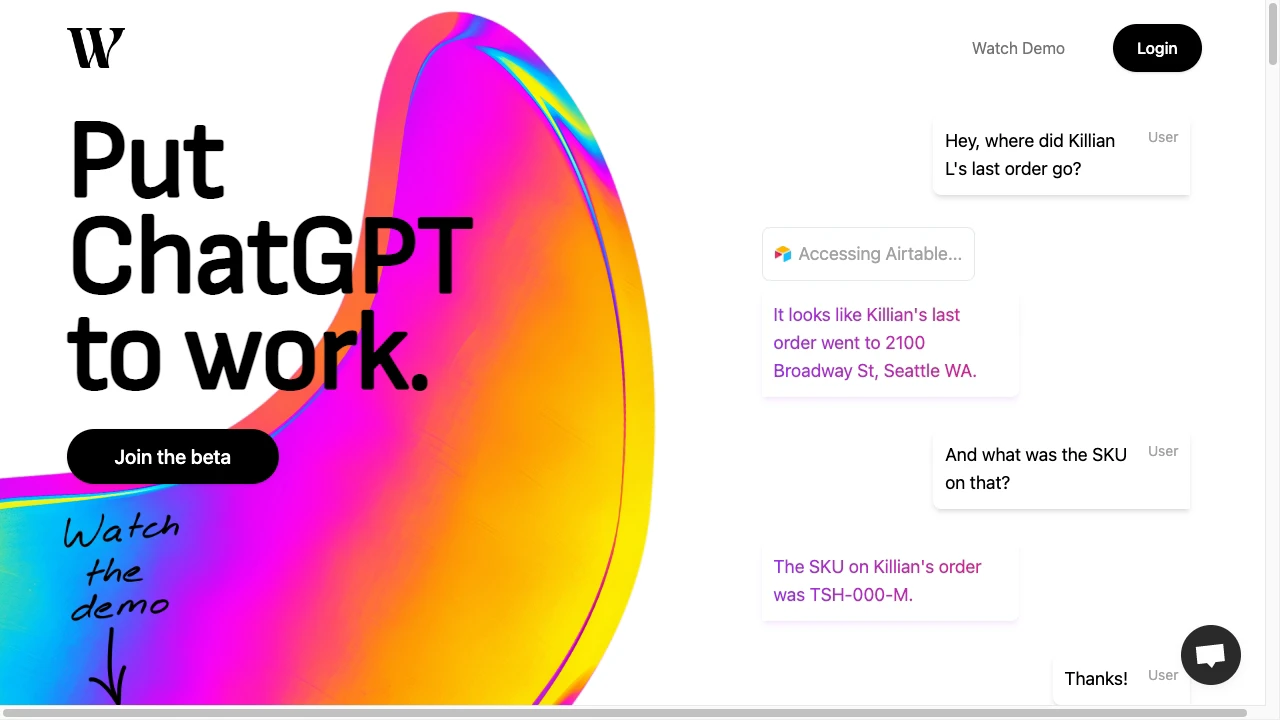 W
Watch Demo
Login
Put
ChatGPT
to work.
Join the beta
Watch
the
demo
Hey, where did Killian
L's last order go?
User
Accessing Airtable...
It looks like Killian's last
order went to 2100
Broadway St, Seattle WA.
And what was the SKU
on that?
User
The SKU on Killian's order
was TSH-000-M.
Thanks!
User